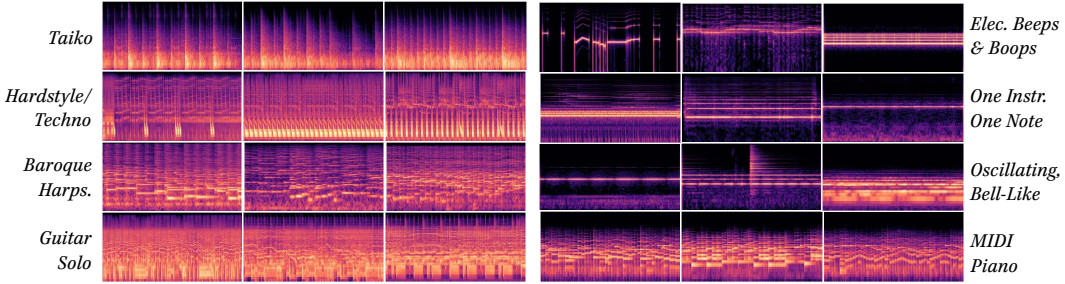 Taiko
Hardstyle/
Techno
Baroque
Harps.
Guitar
Solo
Elec. Beeps
& Boops
One Instr.
One Note
Oscillating,
Bell-Like
MIDI
Piano